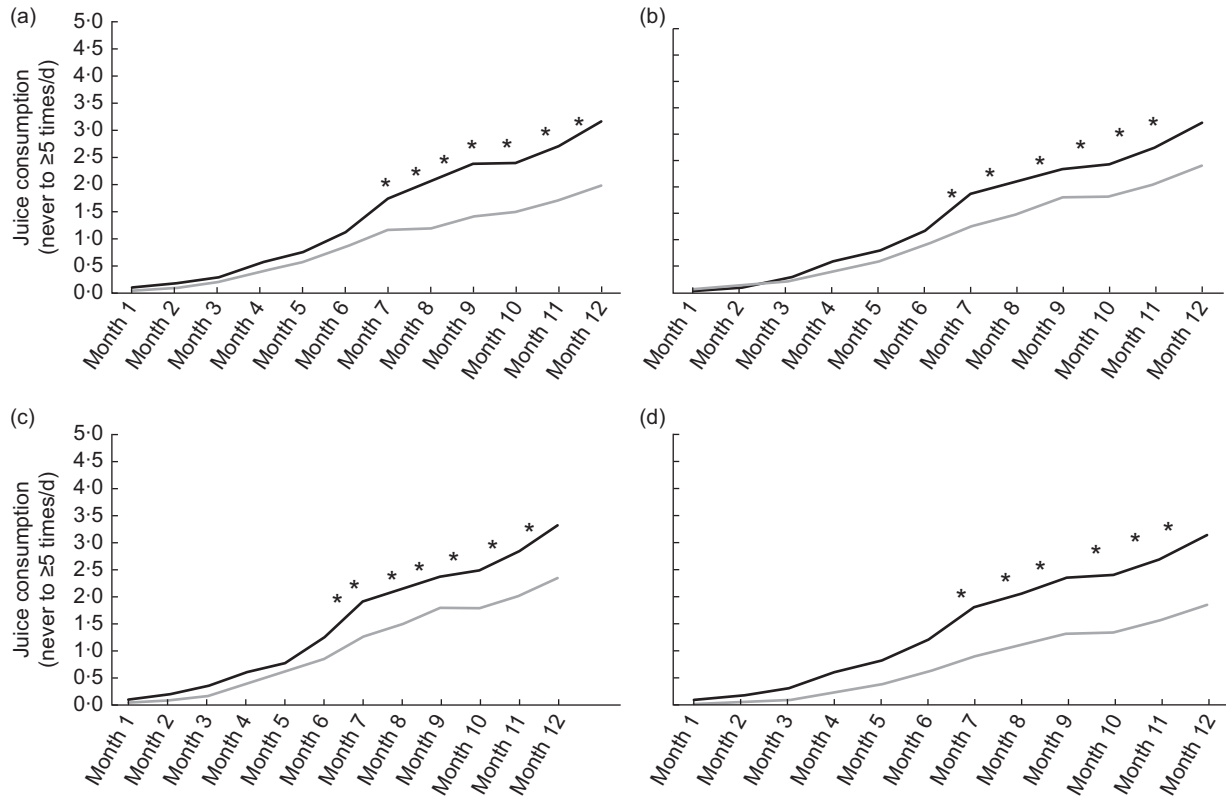 (a)
5·0
4·5
4·0
3·5
3·0
2·5
2·0
1·5
1·0
0·5
0·0
Juice consumption
(never to ≥5 times/d)
* * * * * * *
Month 1
Month 2
Month 3
Month 4
Month 5
Month 6
Month 7
Month 8
Month 9
Month 10
Month 11
Month 12
(b)
* * * * * *
Month 1
Month 2
Month 3
Month 4
Month 5
Month 6
Month 7
Month 8
Month 9
Month 10
Month 11
Month 12
(c)
5·0
4·5
4·0
3·5
3·0
2·5
2·0
1·5
1·0
0·5
0·0
Juice consumption
(never to ≥5 times/d)
* * * * * * *
Month 1
Month 2
Month 3
Month 4
Month 5
Month 6
Month 7
Month 8
Month 9
Month 10
Month 11
Month 12
(d)
* * * * * *
Month 1
Month 2
Month 3
Month 4
Month 5
Month 6
Month 7
Month 8
Month 9
Month 10
Month 11
Month 12